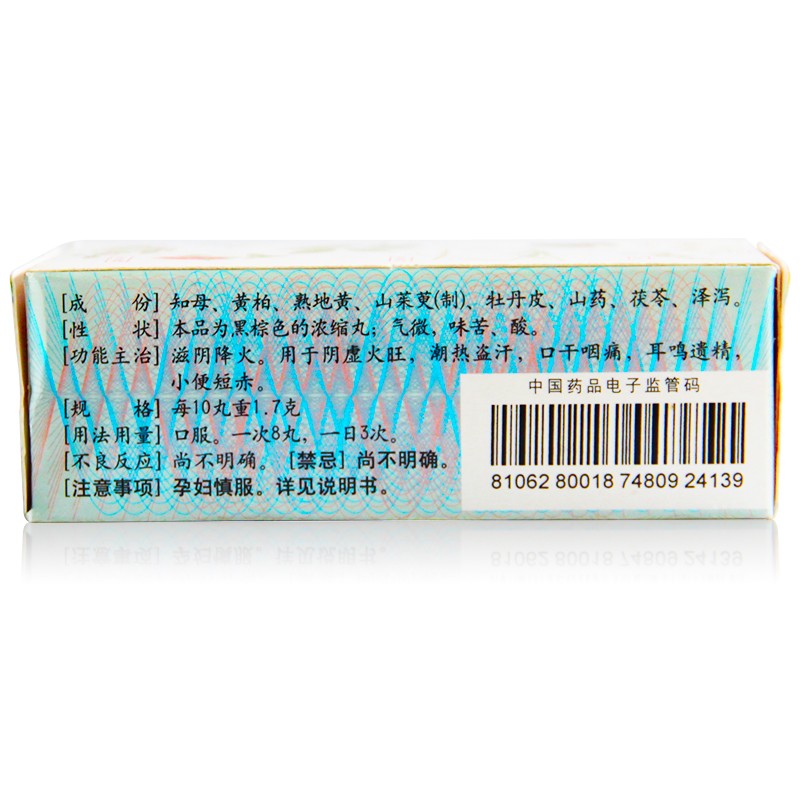 [成 份] 知母、黄柏、熟地黄、山茱萸(制)、牡丹皮、山药、茯苓、泽泻。
[性 状] 本品为黑棕色的浓缩丸；气微，味苦、酸。
[功能主治] 滋阴降火。用于阴虚火旺，潮热盗汗，口干咽痛，耳鸣遗精，
小便短赤。
[规 格] 每10丸重1.7克
[用法用量] 口服。一次8丸，一日3次。
[不良反应] 尚不明确。 [禁忌] 尚不明确。
[注意事项] 孕妇慎服。详见说明书。
中国药品电子监管码
81062 80018 74809 24139